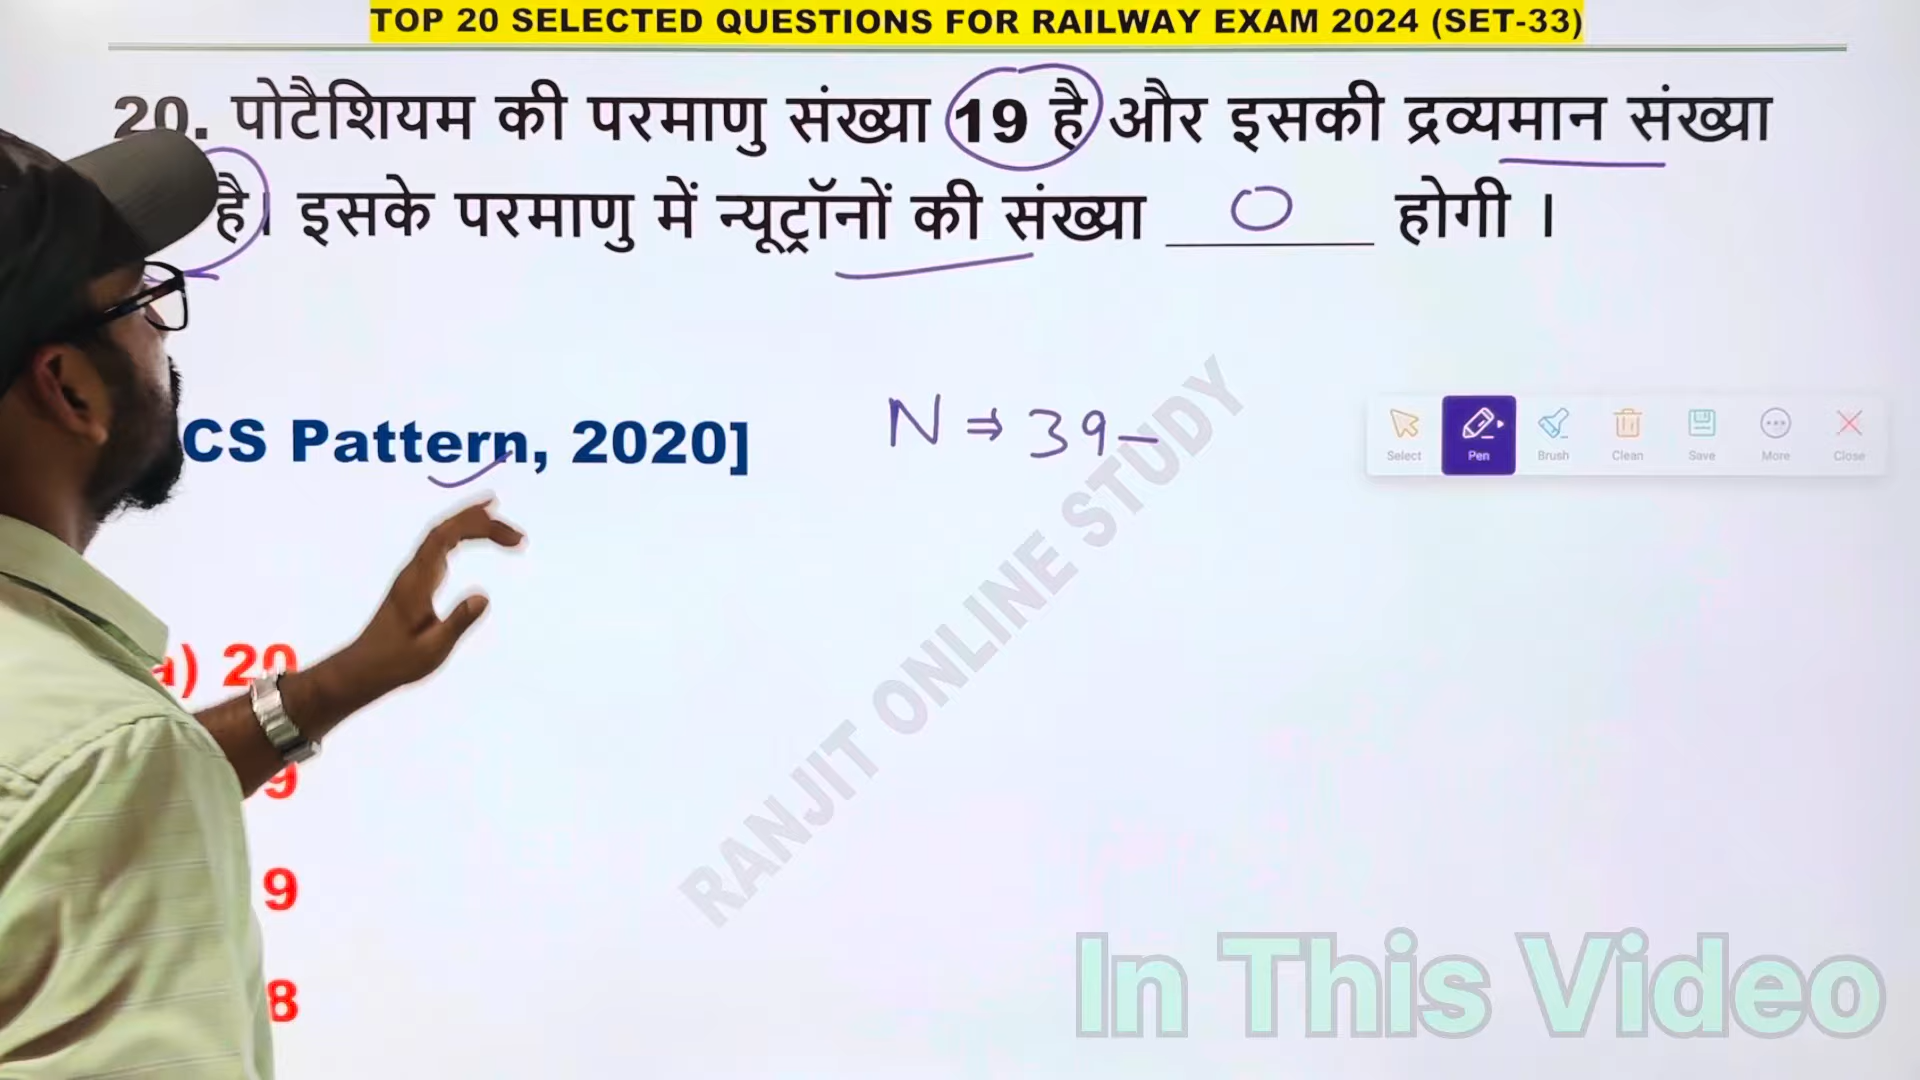 TOP 20 SELECTED QUESTIONS FOR RAILWAY EXAM 2024 (SET-33)
20. पोटैशियम की परमाणु संख्या 19 है और इसकी द्रव्यमान संख्या
है। इसके परमाणु में न्यूट्रॉनों की संख्या ________ होगी ।
CS Pattern, 2020]
N ⇒ 39 –
Select Pen Brush Clean Save More Close
a) 20
9
9
8
RANJIT ONLINE STUDY
In This Video